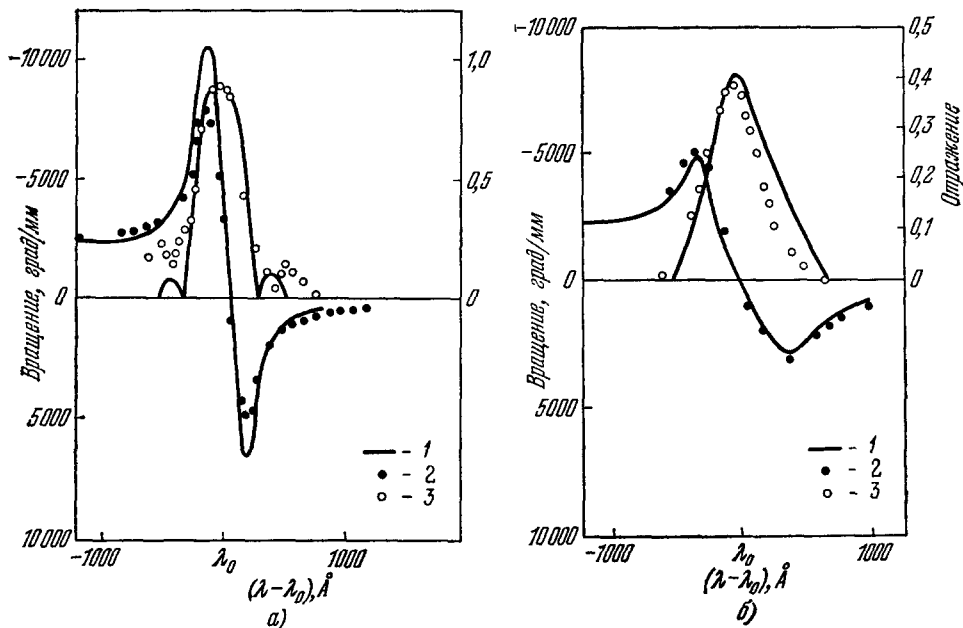 -10000
-5000
0
5000
10000
Вращение, град/мм
1,0
0,5
0
— - 1
● - 2
○ - 3
-1000
λ₀
1000
(λ-λ₀), Å
а)
-10000
-5000
0
5000
10000
Вращение, град/мм
0,5
0,4
0,3
0,2
0,1
0
Отражение
— - 1
● - 2
○ - 3
-1000
λ₀
1000
(λ-λ₀), Å
б)